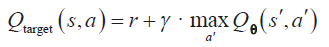 Q_target (s,a) = r + γ · max_{a'} Q_θ (s′,a′)